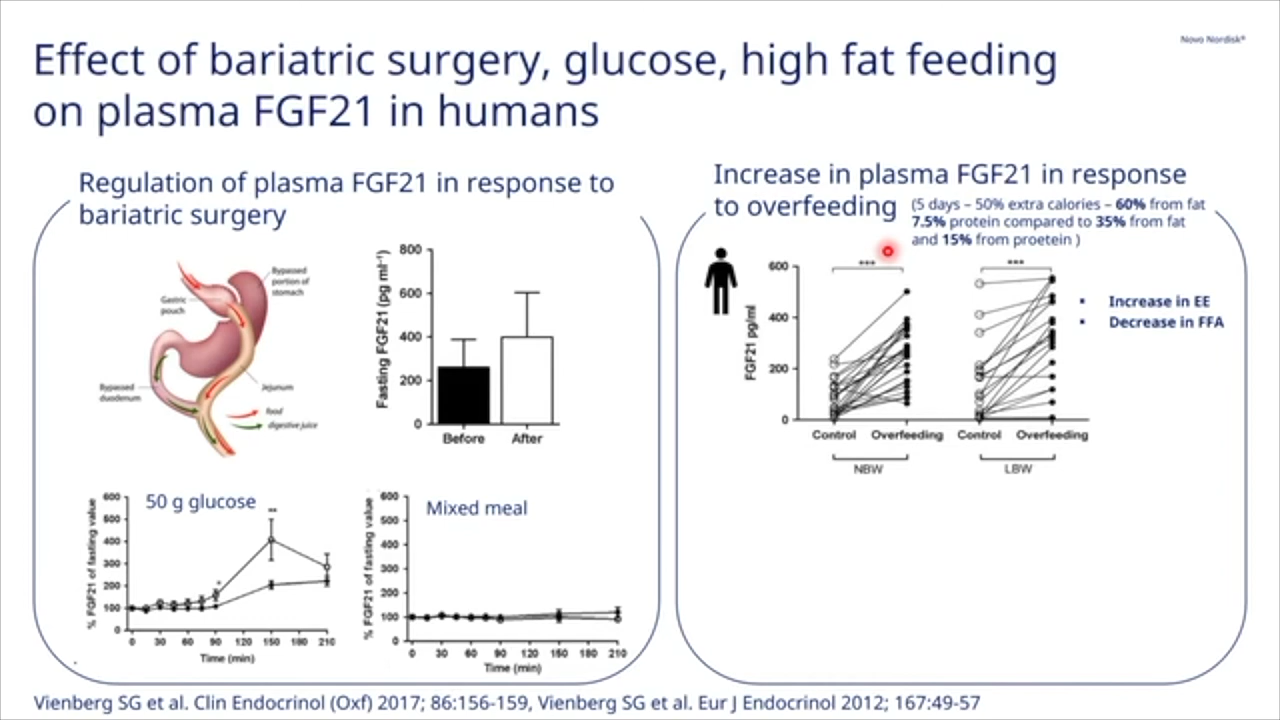 Novo Nordisk®
Effect of bariatric surgery, glucose, high fat feeding
on plasma FGF21 in humans
Regulation of plasma FGF21 in response to
bariatric surgery
Bypassed
portion of
stomach
Gastric
pouch
Bypassed
duodenum
Jejunum
food
digestive juice
Fasting FGF21 (pg ml⁻¹)
800
600
400
200
0
Before
After
50 g glucose
% FGF21 of fasting value
600
500
400
300
200
100
0
**
*
0 30 60 90 120 150 180 210
Time (min)
Mixed meal
% FGF21 of fasting value
600
500
400
300
200
100
0
0 30 60 90 120 150 180 210
Time (min)
Increase in plasma FGF21 in response
to overfeeding
(5 days – 50% extra calories – 60% from fat
7.5% protein compared to 35% from fat
and 15% from proetein )
FGF21 pg/ml
600
400
200
0
***
***
Control Overfeeding Control Overfeeding
NBW LBW
▪ Increase in EE
▪ Decrease in FFA
Vienberg SG et al. Clin Endocrinol (Oxf) 2017; 86:156-159, Vienberg SG et al. Eur J Endocrinol 2012; 167:49-57